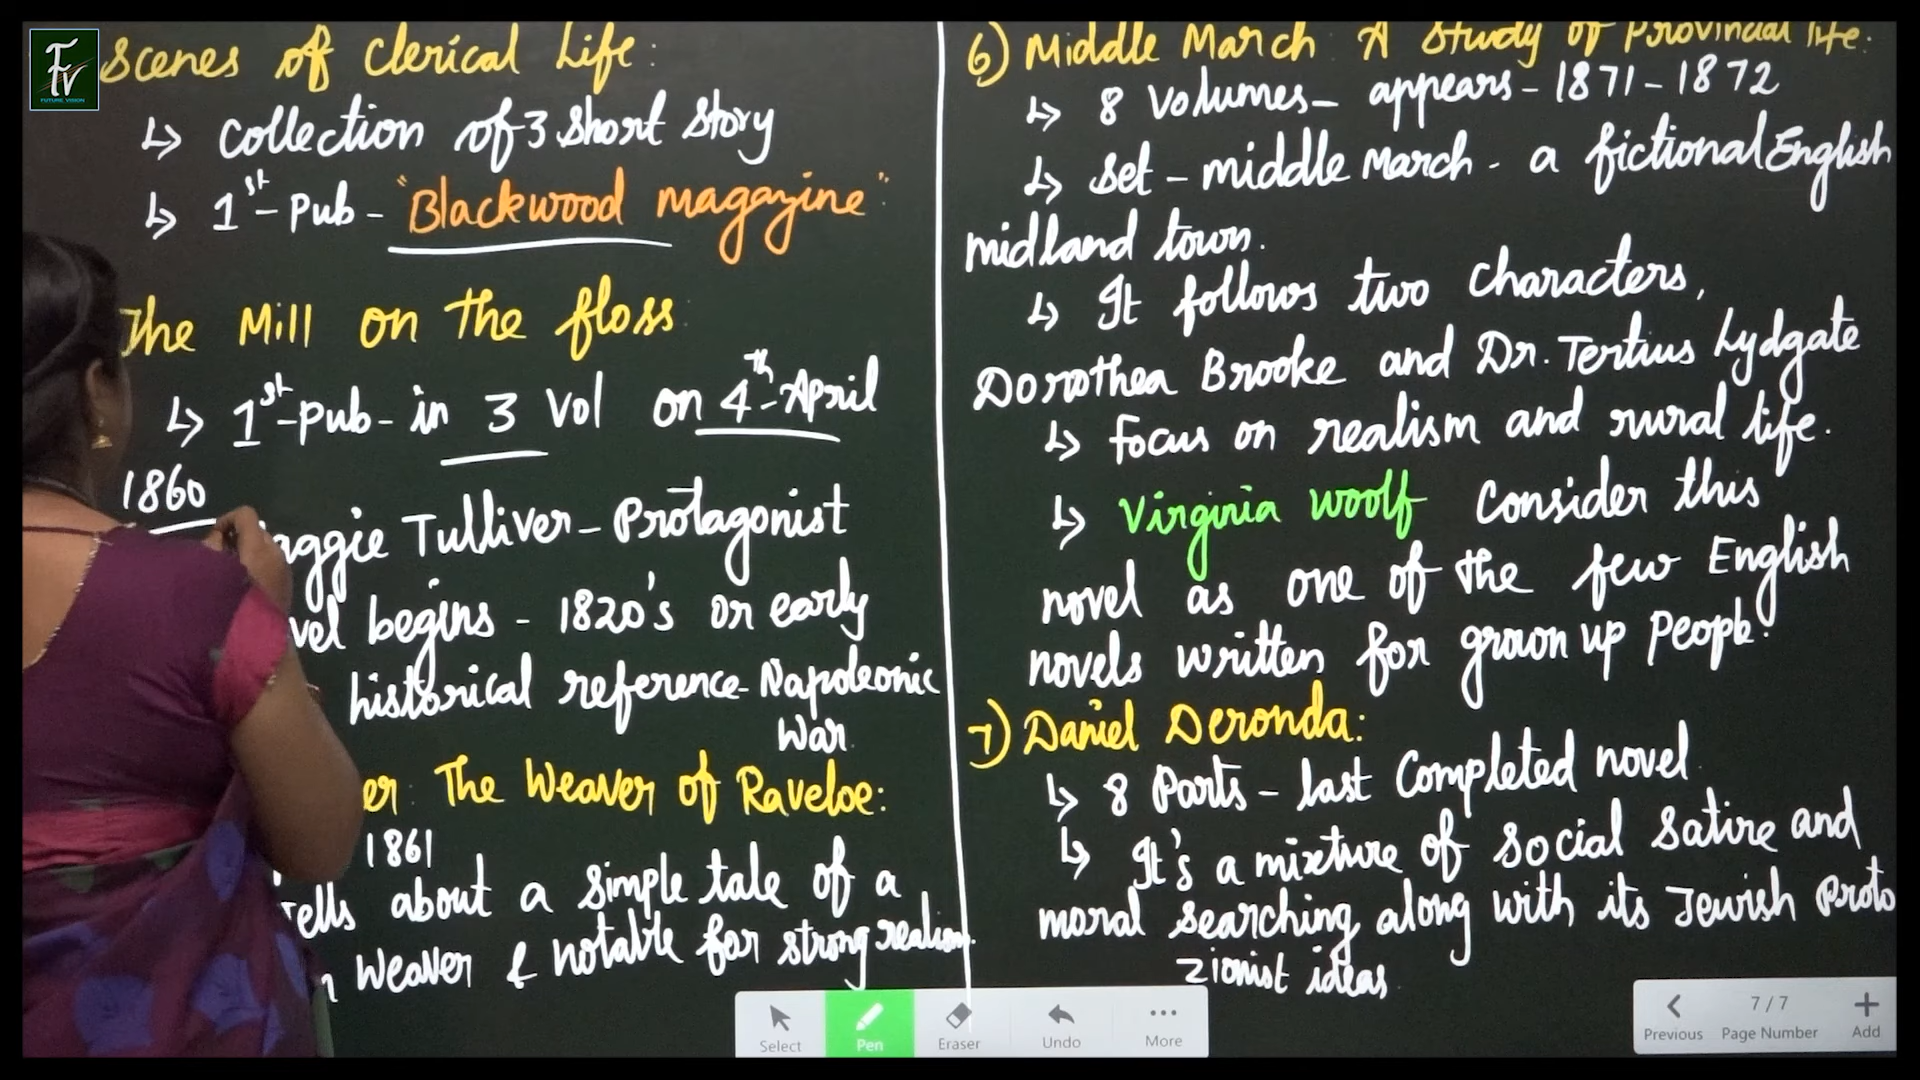 FV
FUTURE VISION
Scenes of Clerical Life:
↳ Collection of 3 Short Story
↳ 1st-Pub- "Blackwood magazine"
The Mill on the floss
↳ 1st-pub- in 3 Vol on 4th-April
1860
aggie Tulliver - Protagonist
vel begins - 1820's or early
historical reference - Napoleonic
War.
er: The Weaver of Raveloe:
1861
Tells about a simple tale of a
n Weaver & notable for strong realism.
6) Middle March: A Study of Provincial life:
↳ 8 Volumes - appears - 1871 - 1872
↳ Set - middle March - a fictional English
midland town.
↳ It follows two characters,
Dorothea Brooke and Dr. Tertius Lydgate
↳ focus on realism and rural life.
↳ Virginia Woolf Consider this
novel as one of the few English
novels written for grown up People.
7) Daniel Deronda:
↳ 8 Parts - last Completed novel
↳ It's a mixture of social satire and
moral searching along with its Jewish Proto
zionist ideas
Select Pen Eraser Undo More
Previous 7 / 7 Page Number Add